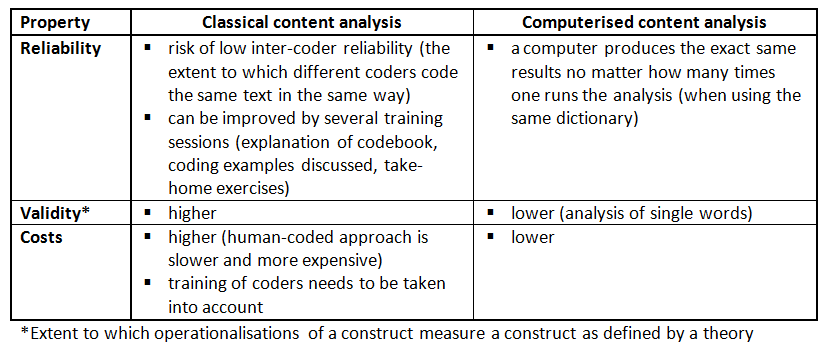 Property Classical content analysis Computerised content analysis
Reliability ▪ risk of low inter-coder reliability (the ▪ a computer produces the exact same
extent to which different coders code results no matter how many times
the same text in the same way) one runs the analysis (when using the
▪ can be improved by several training same dictionary)
sessions (explanation of codebook,
coding examples discussed, take-
home exercises)
Validity* ▪ higher ▪ lower (analysis of single words)
Costs ▪ higher (human-coded approach is ▪ lower
slower and more expensive)
▪ training of coders needs to be taken
into account
*Extent to which operationalisations of a construct measure a construct as defined by a theory